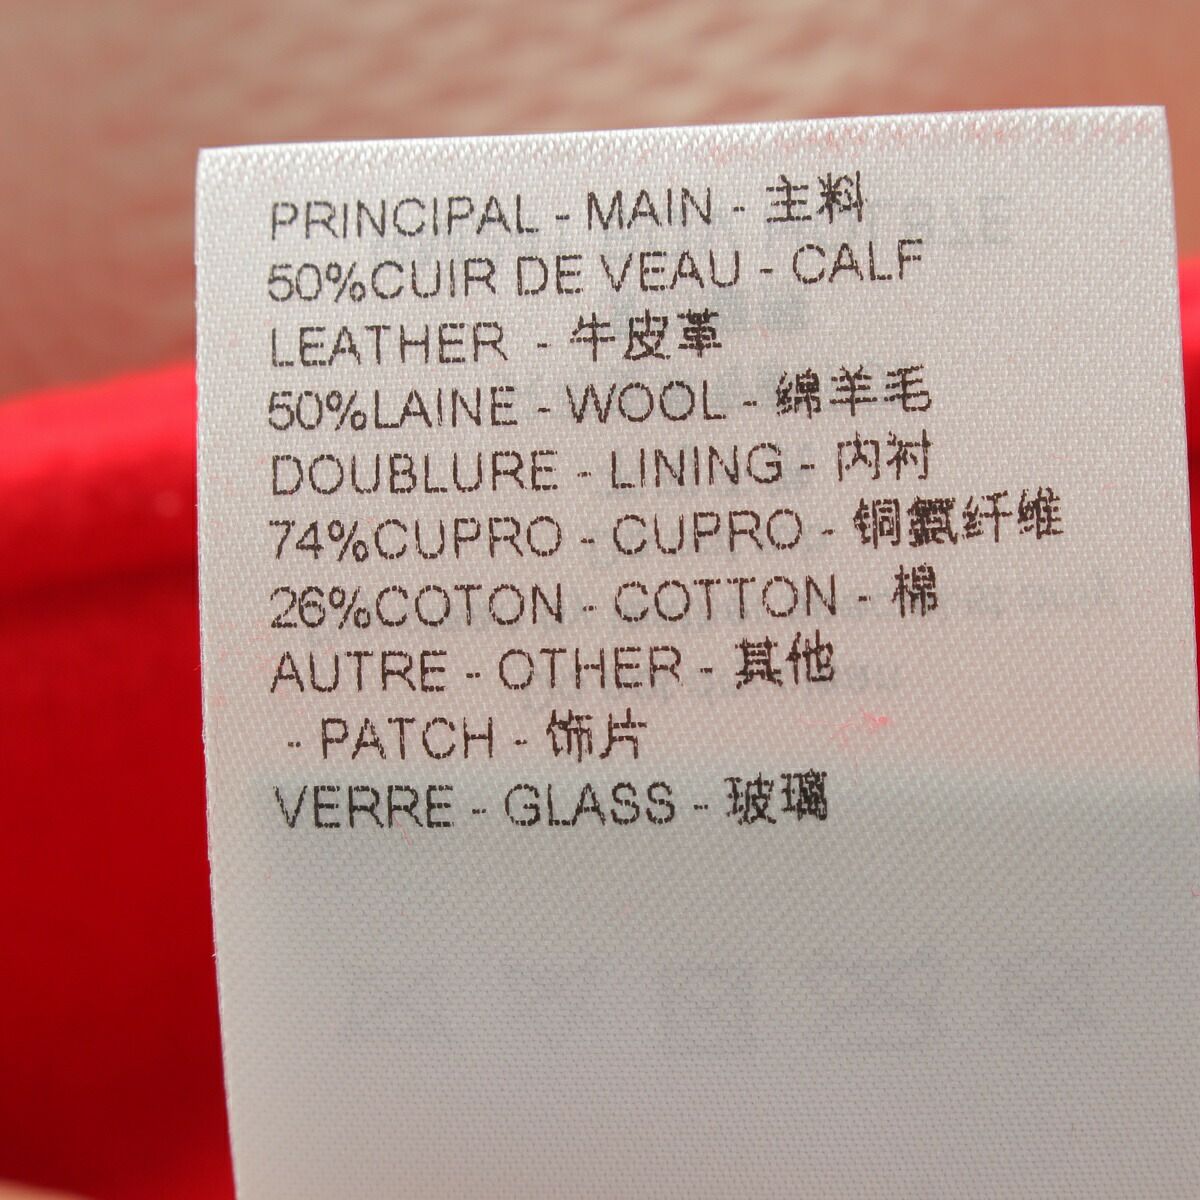 PRINCIPAL - MAIN - 主料
50%CUIR DE VEAU - CALF
LEATHER - 牛皮革
50%LAINE - WOOL - 绵羊毛
DOUBLURE - LINING - 内衬
74%CUPRO - CUPRO - 铜氨纤维
26%COTON - COTTON - 棉
AUTRE - OTHER - 其他
- PATCH - 饰片
VERRE - GLASS - 玻璃